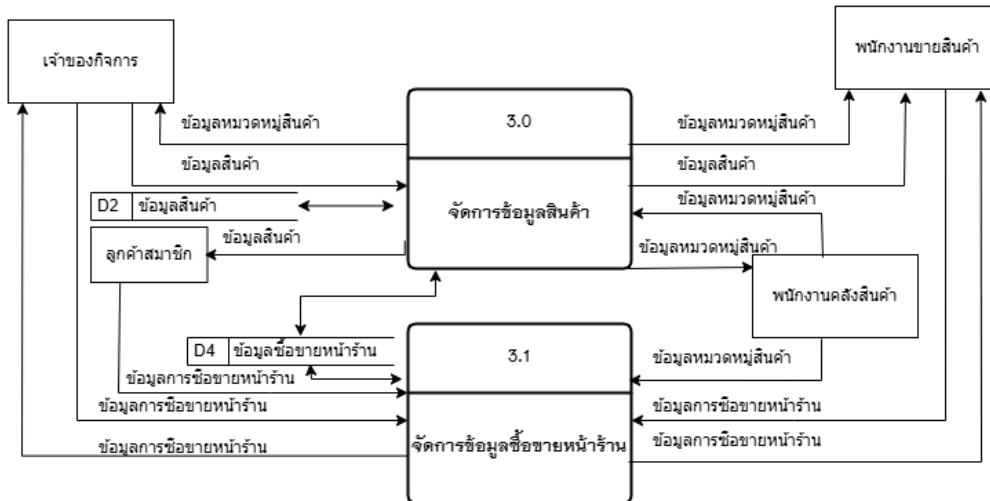 เจ้าของกิจการ
พนักงานขายสินค้า
3.0
ข้อมูลหมวดหมู่สินค้า
ข้อมูลหมวดหมู่สินค้า
ข้อมูลสินค้า
ข้อมูลสินค้า
D2 ข้อมูลสินค้า
จัดการข้อมูลสินค้า
ข้อมูลหมวดหมู่สินค้า
ข้อมูลสินค้า
ลูกค้าสมาชิก
ข้อมูลหมวดหมู่สินค้า
พนักงานคลังสินค้า
D4 ข้อมูลซื้อขายหน้าร้าน
3.1
ข้อมูลหมวดหมู่สินค้า
ข้อมูลการซือขายหน้าร้าน
ข้อมูลการซือขายหน้าร้าน
ข้อมูลการซือขายหน้าร้าน
จัดการข้อมูลซื้อขายหน้าร้าน
ข้อมูลการซือขายหน้าร้าน
ข้อมูลการซือขายหน้าร้าน